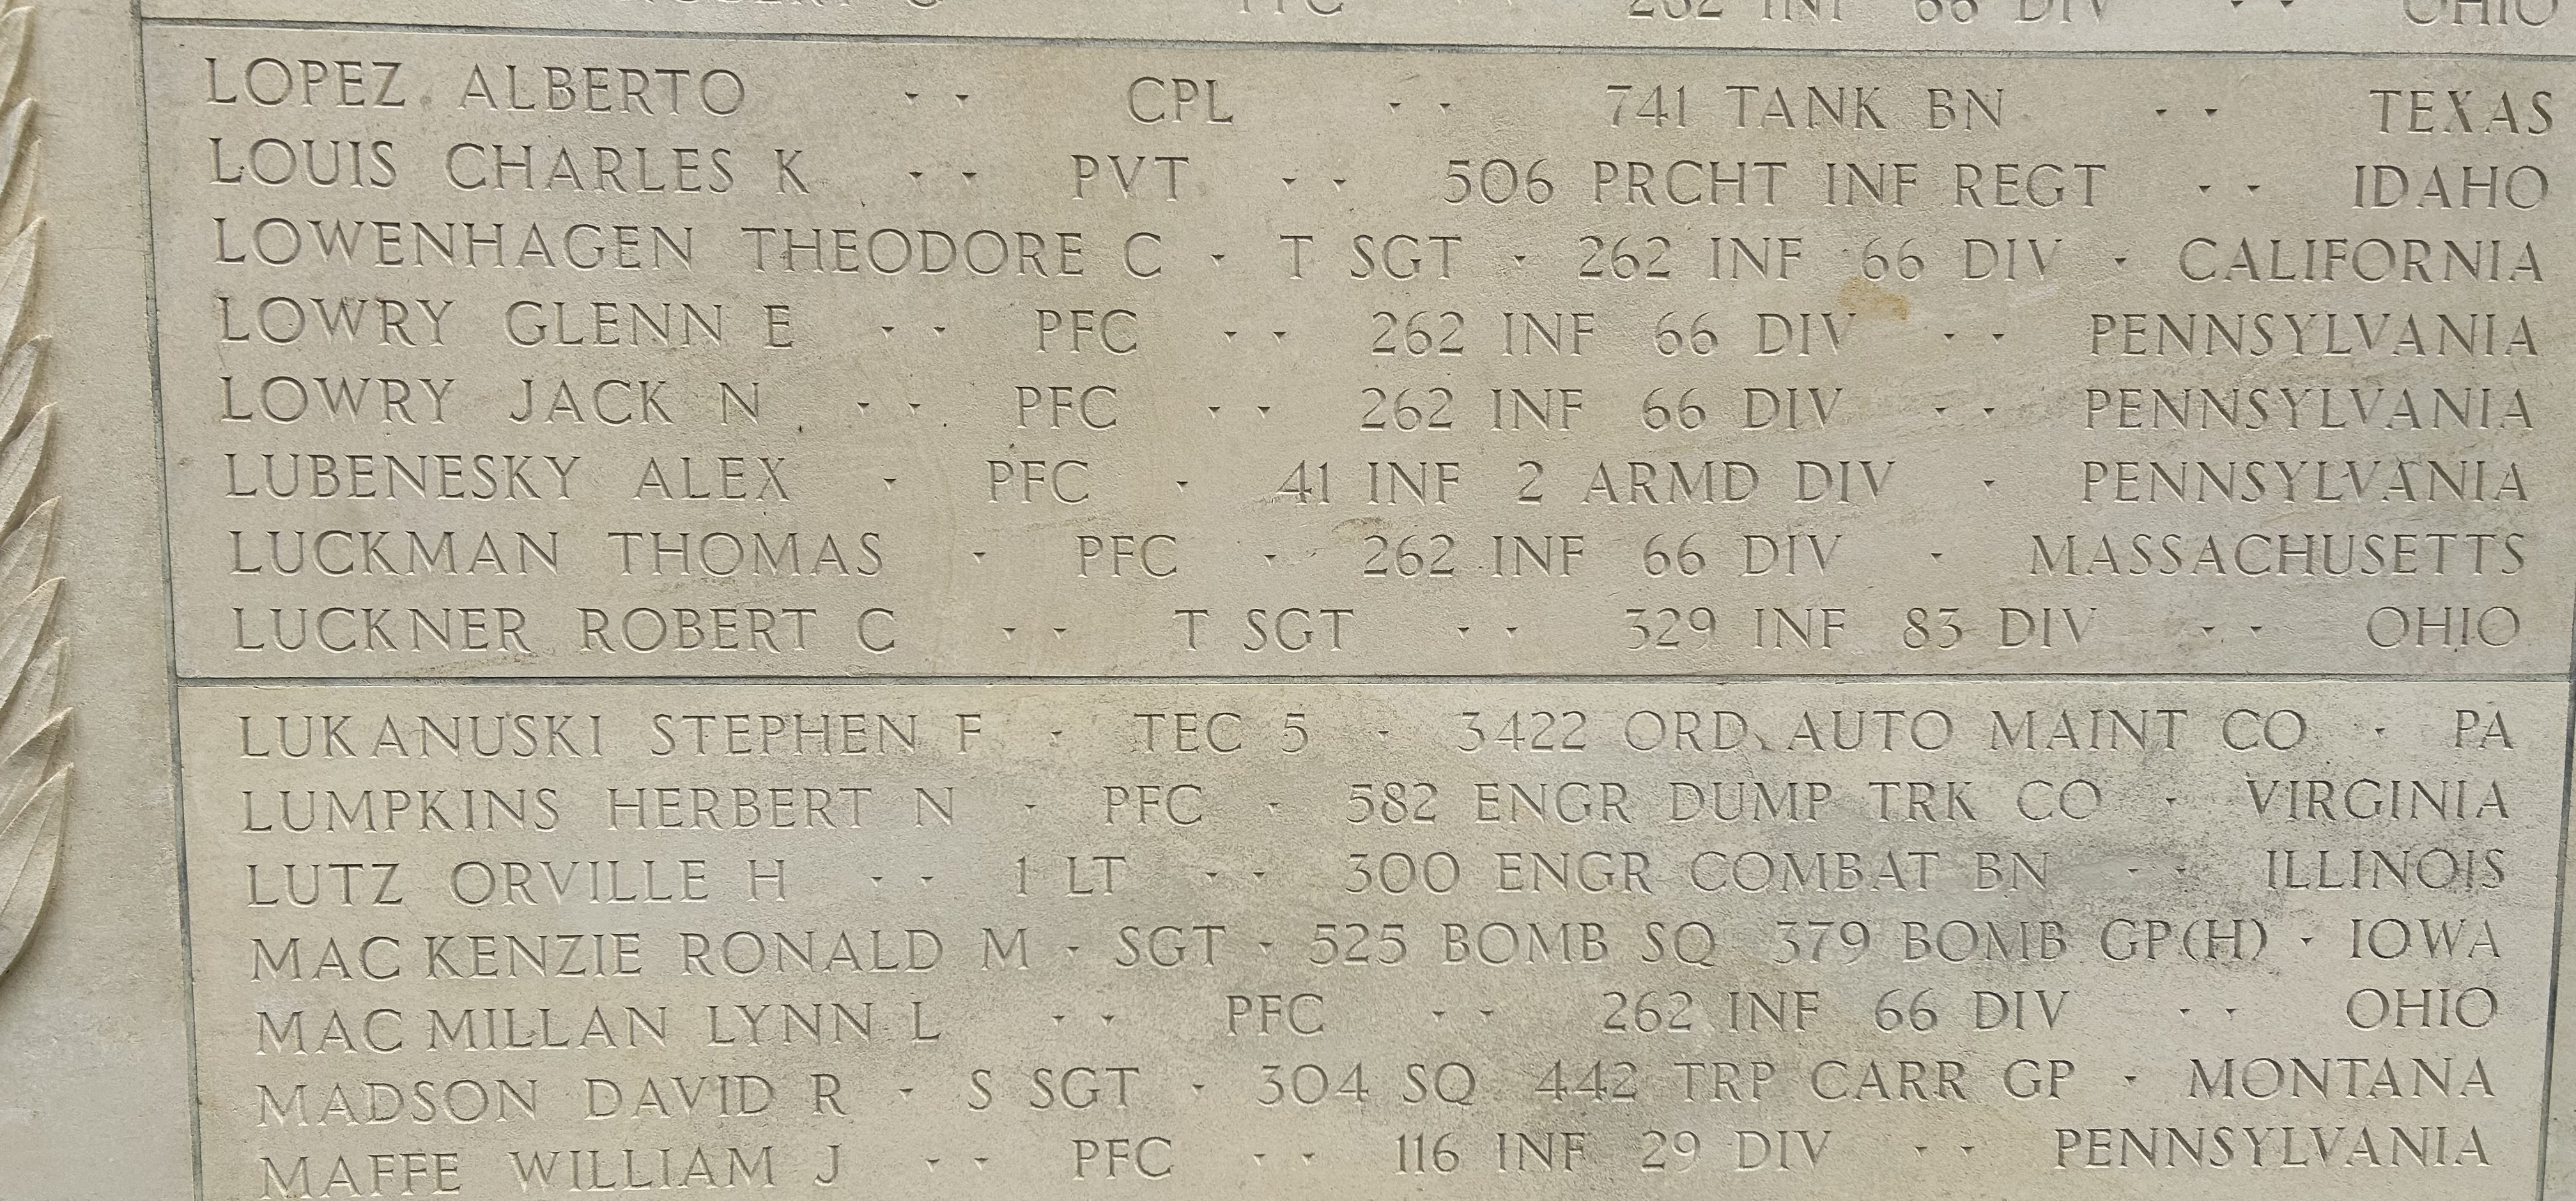 262 INF 66 DIV · · OHIO
LOPEZ ALBERTO · · CPL · · 741 TANK BN · · TEXAS
LOUIS CHARLES K · · PVT · · 506 PRCHT INF REGT · · IDAHO
LOWENHAGEN THEODORE C · T SGT · 262 INF 66 DIV · CALIFORNIA
LOWRY GLENN E · · PFC · · 262 INF 66 DIV · · PENNSYLVANIA
LOWRY JACK N · · PFC · · 262 INF 66 DIV · · PENNSYLVANIA
LUBENESKY ALEX · PFC · 41 INF 2 ARMD DIV · PENNSYLVANIA
LUCKMAN THOMAS · PFC · 262 INF 66 DIV · MASSACHUSETTS
LUCKNER ROBERT C · · T SGT · · 329 INF 83 DIV · · OHIO
LUKANUSKI STEPHEN F · TEC 5 · 3422 ORD AUTO MAINT CO · PA
LUMPKINS HERBERT N · PFC · 582 ENGR DUMP TRK CO · VIRGINIA
LUTZ ORVILLE H · · 1 LT · · 300 ENGR COMBAT BN · · ILLINOIS
MAC KENZIE RONALD M · SGT · 525 BOMB SQ 379 BOMB GP(H) · IOWA
MAC MILLAN LYNN L · · PFC · · 262 INF 66 DIV · · OHIO
MADSON DAVID R · S SGT · 304 SQ 442 TRP CARR GP · MONTANA
MAFFE WILLIAM J · · PFC · · 116 INF 29 DIV · · PENNSYLVANIA